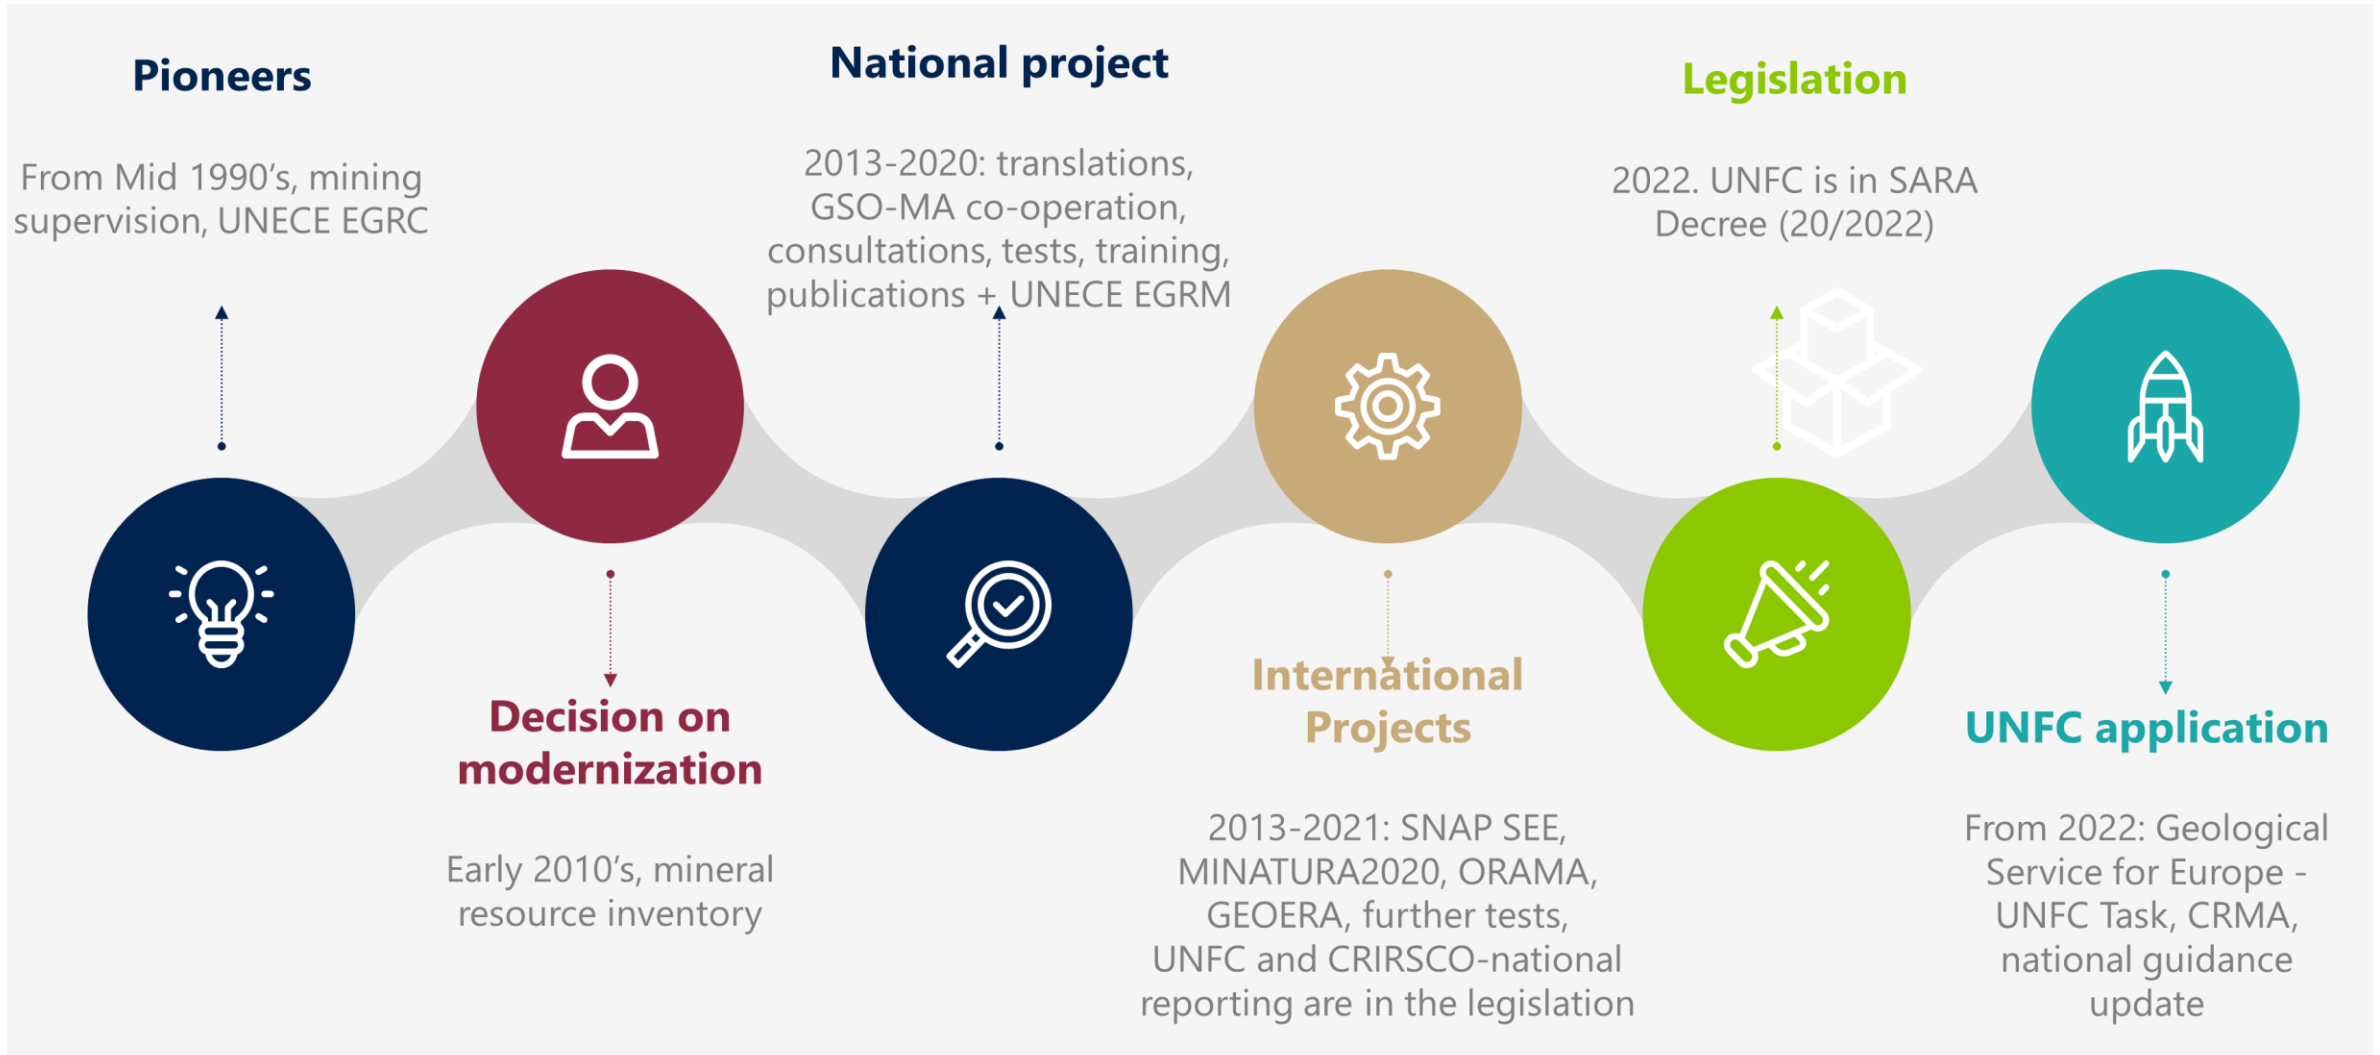 Pioneers
From Mid 1990’s, mining
supervision, UNECE EGRC
Decision on
modernization
Early 2010’s, mineral
resource inventory
National project
2013-2020: translations,
GSO-MA co-operation,
consultations, tests, training,
publications + UNECE EGRM
International
Projects
2013-2021: SNAP SEE,
MINATURA2020, ORAMA,
GEOERA, further tests,
UNFC and CRIRSCO-national
reporting are in the legislation
Legislation
2022. UNFC is in SARA
Decree (20/2022)
UNFC application
From 2022: Geological
Service for Europe -
UNFC Task, CRMA,
national guidance
update